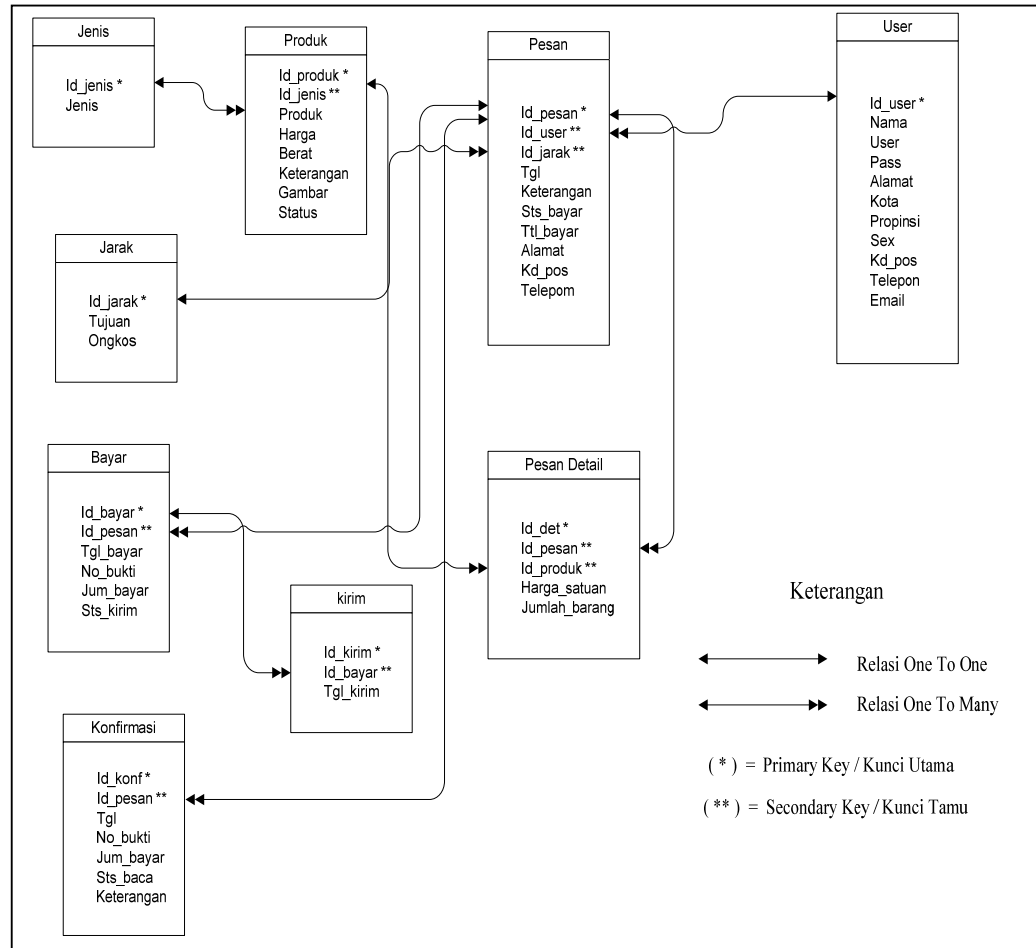 Jenis
Id_jenis *
Jenis
Produk
Id_produk *
Id_jenis **
Produk
Harga
Berat
Keterangan
Gambar
Status
Pesan
Id_pesan *
Id_user **
Id_jarak **
Tgl
Keterangan
Sts_bayar
Ttl_bayar
Alamat
Kd_pos
Telepom
User
Id_user *
Nama
User
Pass
Alamat
Kota
Propinsi
Sex
Kd_pos
Telepon
Email
Jarak
Id_jarak *
Tujuan
Ongkos
Bayar
Id_bayar *
Id_pesan **
Tgl_bayar
No_bukti
Jum_bayar
Sts_kirim
Pesan Detail
Id_det *
Id_pesan **
Id_produk **
Harga_satuan
Jumlah_barang
kirim
Id_kirim *
Id_bayar **
Tgl_kirim
Konfirmasi
Id_konf *
Id_pesan **
Tgl
No_bukti
Jum_bayar
Sts_baca
Keterangan
Keterangan
Relasi One To One
Relasi One To Many
( * ) = Primary Key / Kunci Utama
( ** ) = Secondary Key / Kunci Tamu